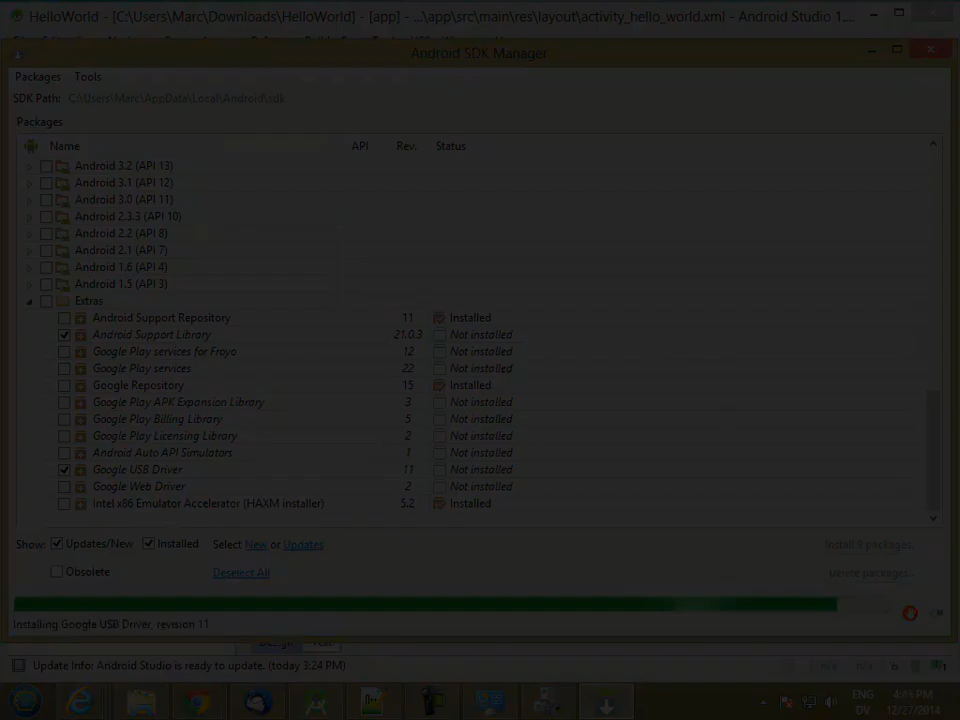 HelloWorld - [C:\Users\Marc\Downloads\HelloWorld] - [app] - ...\app\src\main\res\layout\activity_hello_world.xml - Android Studio 1....
Android SDK Manager
Packages Tools
SDK Path: C:\Users\Marc\AppData\Local\Android\sdk
Packages
Name API Rev. Status
Android 3.2 (API 13)
Android 3.1 (API 12)
Android 3.0 (API 11)
Android 2.3.3 (API 10)
Android 2.2 (API 8)
Android 2.1 (API 7)
Android 1.6 (API 4)
Android 1.5 (API 3)
Extras
Android Support Repository 11 Installed
Android Support Library 21.0.3 Not installed
Google Play services for Froyo 12 Not installed
Google Play services 22 Not installed
Google Repository 15 Installed
Google Play APK Expansion Library 3 Not installed
Google Play Billing Library 5 Not installed
Google Play Licensing Library 2 Not installed
Android Auto API Simulators 1 Not installed
Google USB Driver 11 Not installed
Google Web Driver 2 Not installed
Intel x86 Emulator Accelerator (HAXM installer) 5.2 Installed
Show: Updates/New Installed Select New or Updates Install 9 packages...
Obsolete Deselect All Delete packages...
Installing Google USB Driver, revision 11
Design Text
Update Info: Android Studio is ready to update. (today 3:24 PM) n/a n/a
ENG 4:45 PM
DV 12/27/2014